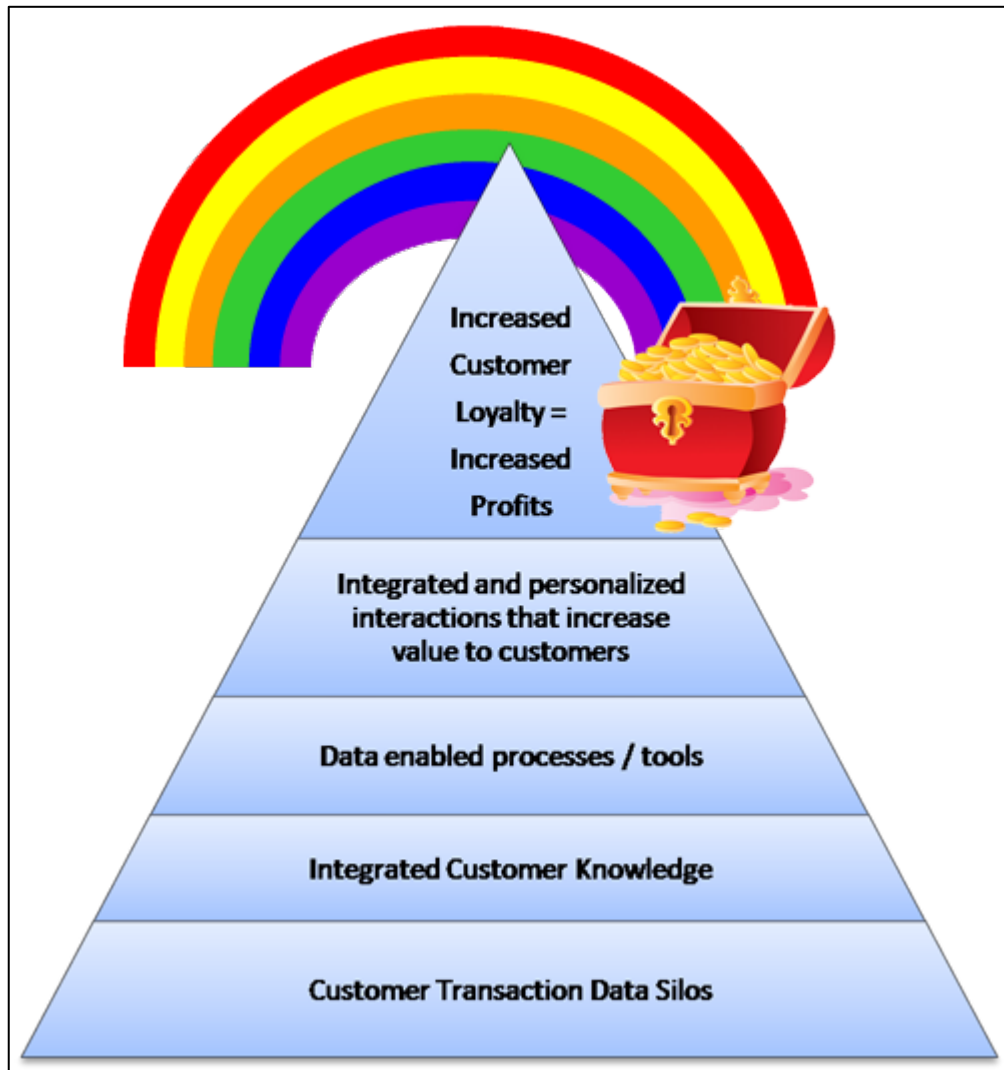 Increased
Customer
Loyalty =
Increased
Profits
Integrated and personalized
interactions that increase
value to customers
Data enabled processes / tools
Integrated Customer Knowledge
Customer Transaction Data Silos